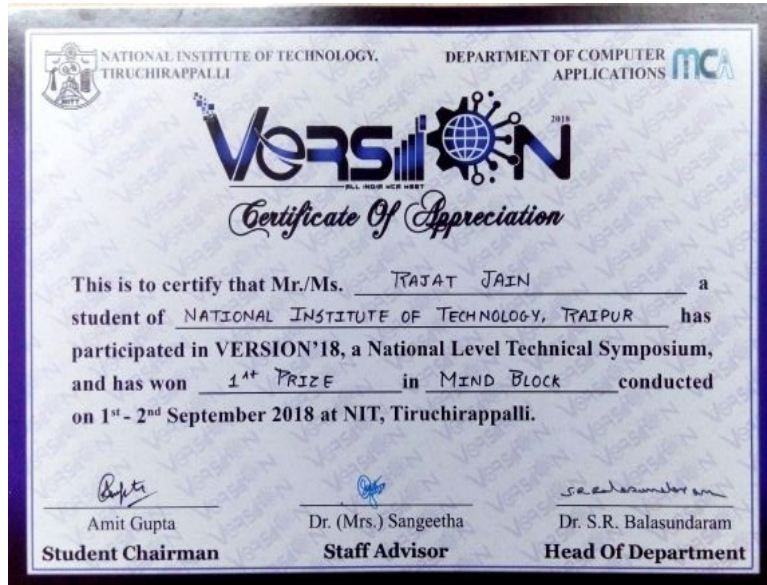 NATIONAL INSTITUTE OF TECHNOLOGY,
TIRUCHIRAPPALLI
DEPARTMENT OF COMPUTER
APPLICATIONS
MCA
NITT
VERSION
2018
ALL INDIA MCA MEET
Certificate Of Appreciation
This is to certify that Mr./Ms. RAJAT JAIN a
student of NATIONAL INSTITUTE OF TECHNOLOGY, RAIPUR has
participated in VERSION'18, a National Level Technical Symposium,
and has won 1st PRIZE in MIND BLOCK conducted
on 1st - 2nd September 2018 at NIT, Tiruchirappalli.
Amit Gupta
Student Chairman
Dr. (Mrs.) Sangeetha
Staff Advisor
Dr. S.R. Balasundaram
Head Of Department